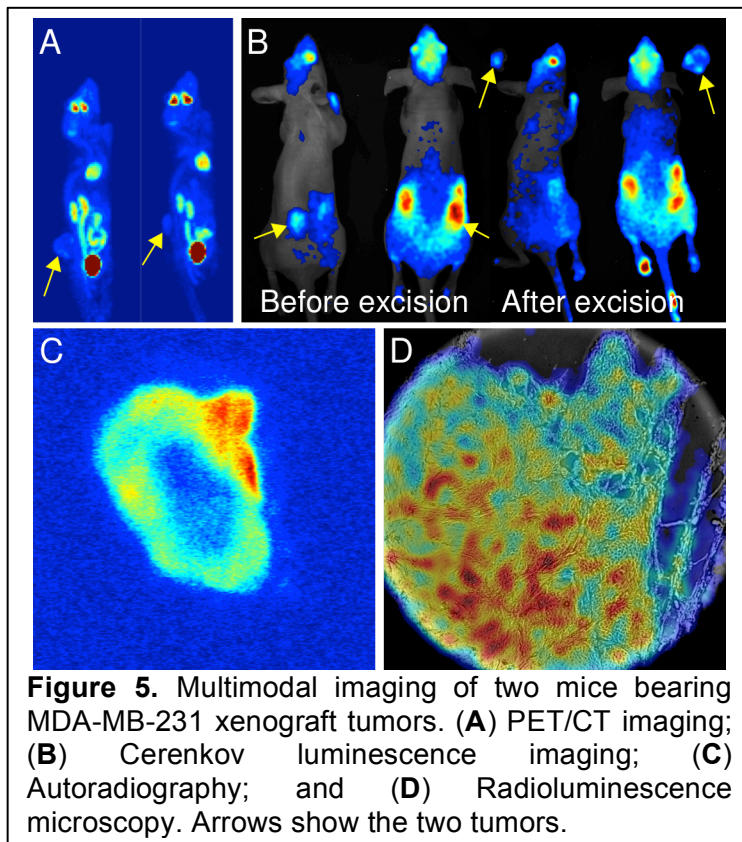 A
B
Before excision
After excision
C
D
Figure 5. Multimodal imaging of two mice bearing
MDA-MB-231 xenograft tumors. (A) PET/CT imaging;
(B) Cerenkov luminescence imaging; (C)
Autoradiography; and (D) Radioluminescence
microscopy. Arrows show the two tumors.